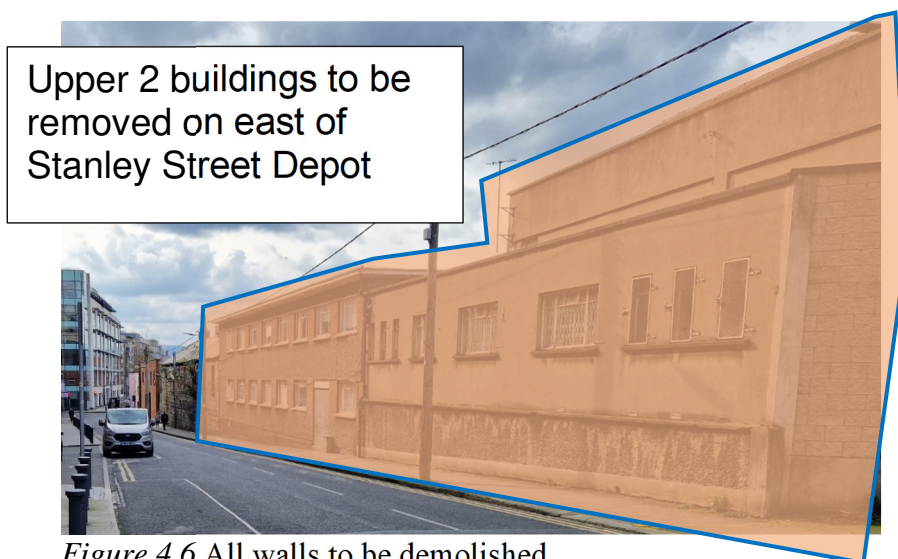 Upper 2 buildings to be
removed on east of
Stanley Street Depot
Figure 4.6 All walls to be demolished